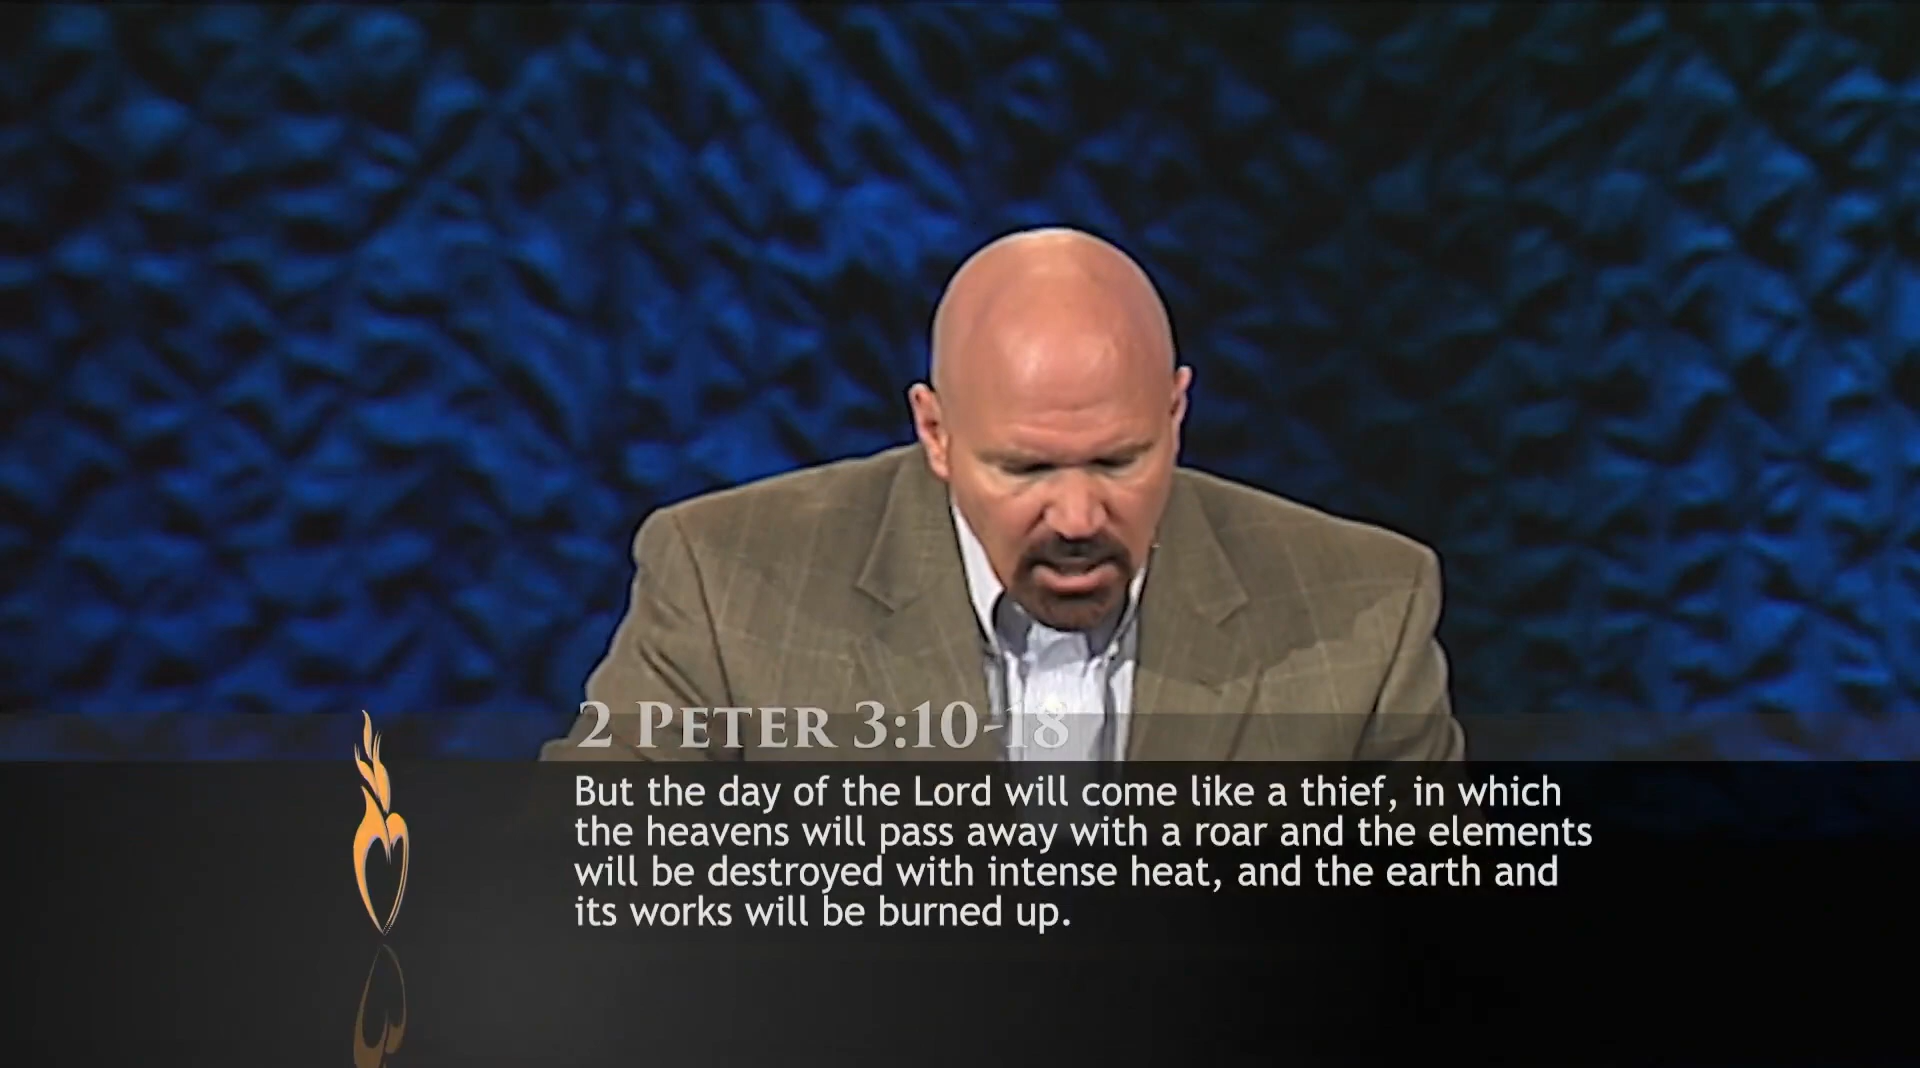 2 PETER 3:10-18
But the day of the Lord will come like a thief, in which
the heavens will pass away with a roar and the elements
will be destroyed with intense heat, and the earth and
its works will be burned up.